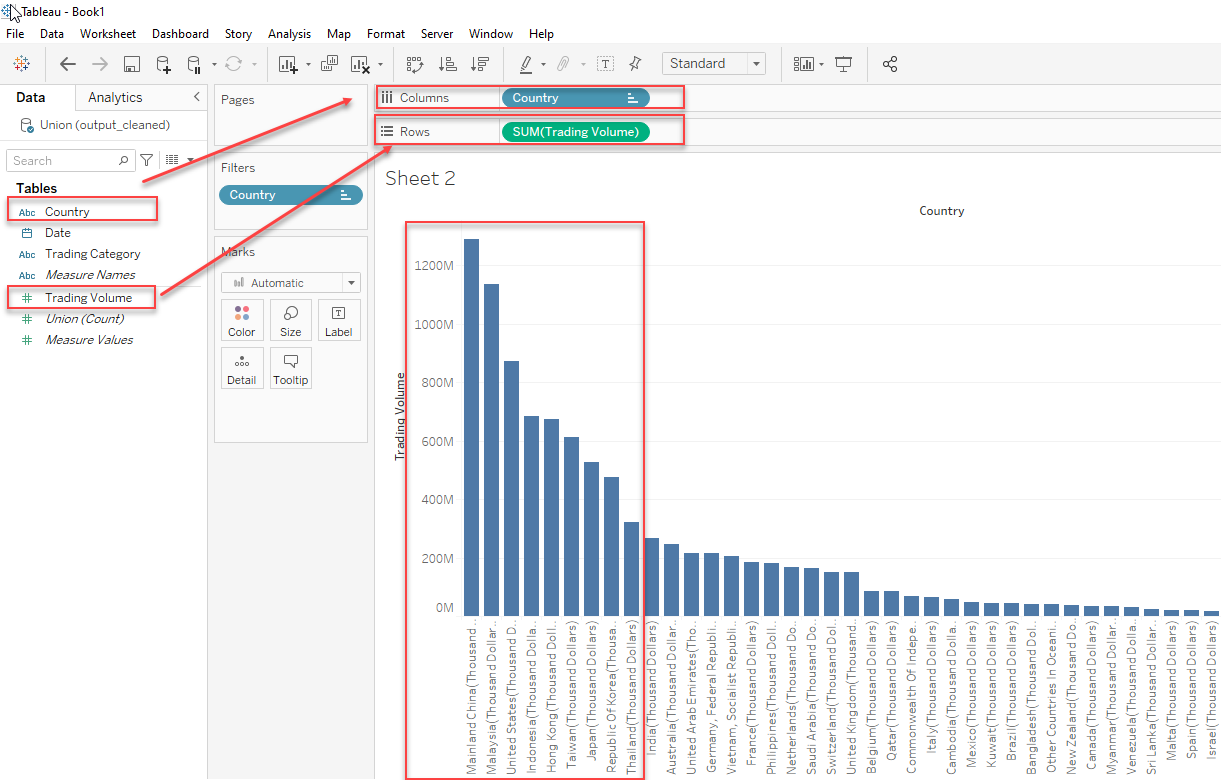 Tableau - Book1
File Data Worksheet Dashboard Story Analysis Map Format Server Window Help
Standard
Data Analytics
Union (output_cleaned)
Search
Tables
Abc Country
Date
Abc Trading Category
Abc Measure Names
# Trading Volume
# Union (Count)
# Measure Values
Pages
Filters
Country
Marks
Automatic
Color Size Label
Detail Tooltip
Columns Country
Rows SUM(Trading Volume)
Sheet 2
Country
Trading Volume
1200M
1000M
800M
600M
400M
200M
0M
Mainland China(Thousand ..
Malaysia(Thousand Dollar..
United States(Thousand D..
Indonesia(Thousand Dolla..
Hong Kong(Thousand Doll..
Taiwan(Thousand Dollars)
Japan(Thousand Dollars)
Republic Of Korea(Thousa..
Thailand(Thousand Dollars)
India(Thousand Dollars)
Australia(Thousand Dollar..
United Arab Emirates(Tho..
Germany, Federal Republi..
Vietnam, Socialist Republi..
France(Thousand Dollars)
Philippines(Thousand Doll..
Netherlands(Thousand Do..
Saudi Arabia(Thousand Do..
Switzerland(Thousand Dol..
United Kingdom(Thousand..
Belgium(Thousand Dollars)
Qatar(Thousand Dollars)
Commonwealth Of Indepe..
Italy(Thousand Dollars)
Cambodia(Thousand Dolla..
Mexico(Thousand Dollars)
Kuwait(Thousand Dollars)
Brazil(Thousand Dollars)
Bangladesh(Thousand Dol..
Other Countries In Oceani..
New Zealand(Thousand Do..
Canada(Thousand Dollars)
Myanmar(Thousand Dollar..
Venezuela(Thousand Dolla..
Sri Lanka(Thousand Dollar..
Malta(Thousand Dollars)
Spain(Thousand Dollars)
Israel(Thousand Dollars)